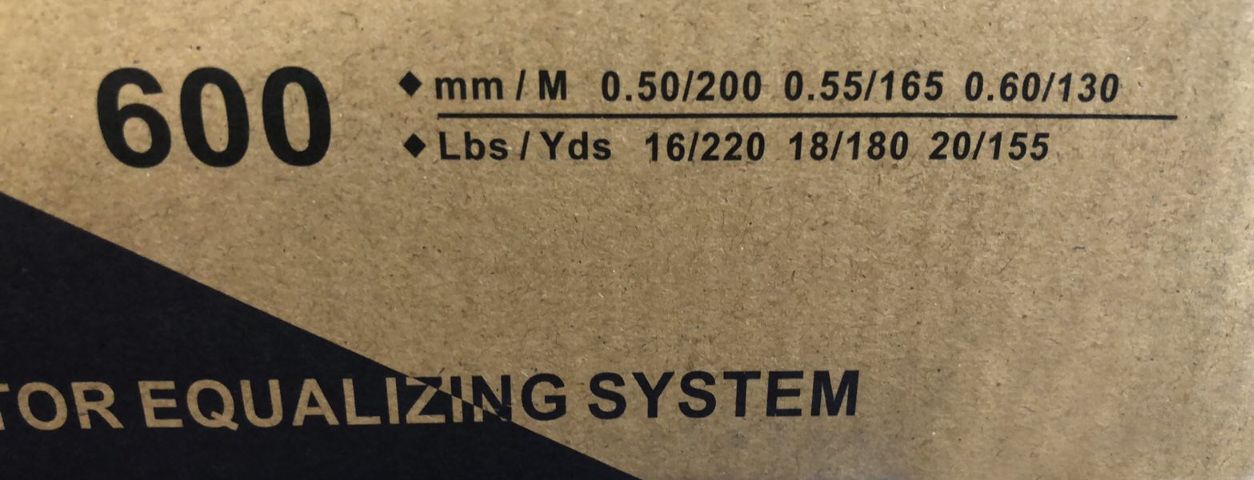 600
◆ mm / M 0.50/200 0.55/165 0.60/130
◆ Lbs / Yds 16/220 18/180 20/155
EQUALIZING SYSTEM